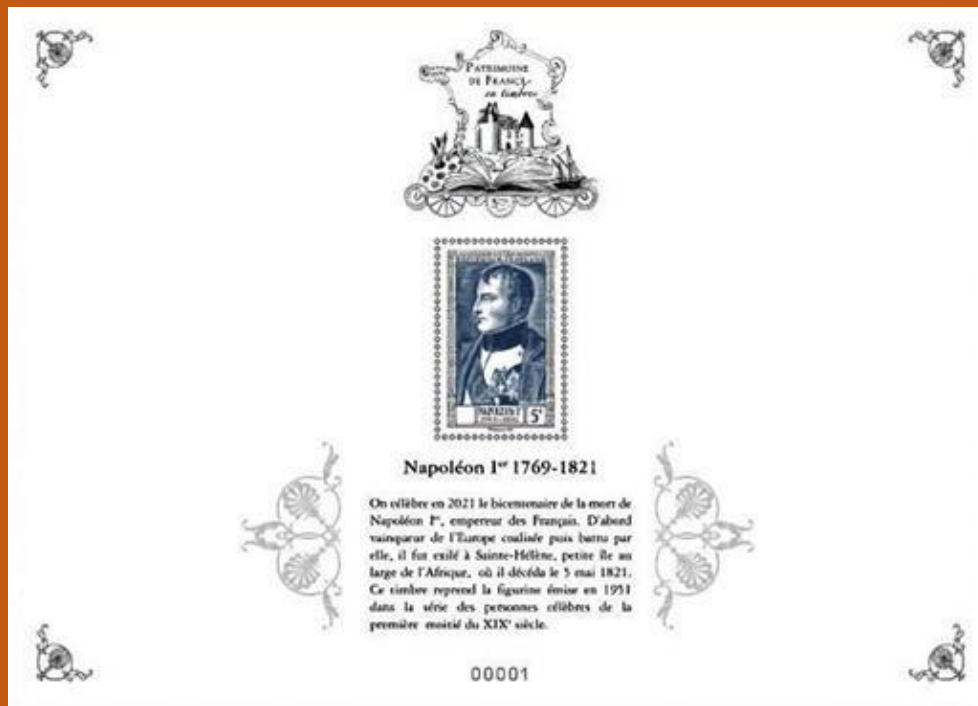 PATRIMOINE
DE FRANCE
en timbres
NAPOLEON I
5F
Napoléon Iᵉʳ 1769-1821
On célèbre en 2021 le bicentenaire de la mort de
Napoléon Iᵉʳ, empereur des Français. D'abord
vainqueur de l'Europe coalisée puis battu par
elle, il fut exilé à Sainte-Hélène, petite île au
large de l'Afrique, où il décéda le 5 mai 1821.
Ce timbre reprend la figurine émise en 1951
dans la série des personnes célèbres de la
première moitié du XIXᵉ siècle.
00001